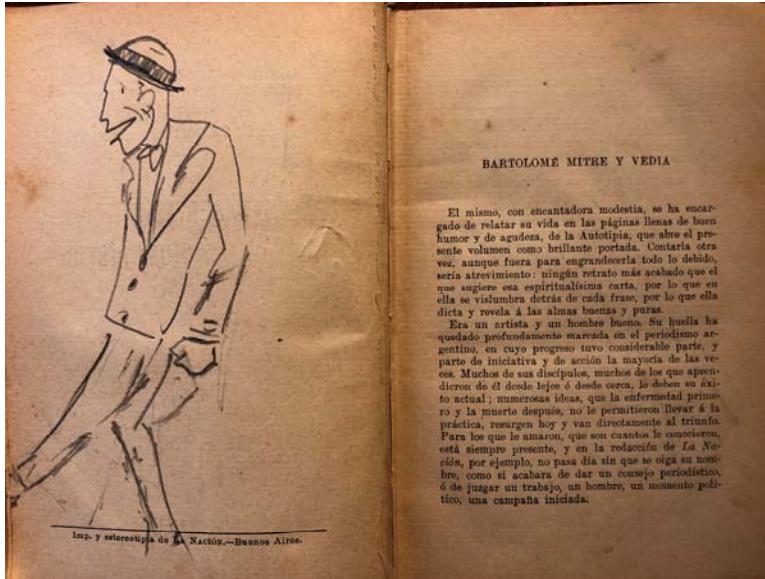 Imp. y estereotipia de LA NACIÓN.—Buenos Aires.
BARTOLOMÉ MITRE Y VEDIA
El mismo, con encantadora modestia, se ha encar-
gado de relatar su vida en las páginas llenas de buen
humor y de agudeza, de la Autotipia, que abre el pre-
sente volumen como brillante portada. Contarla otra
vez, aunque fuera para engrandecerla todo lo debido,
sería atrevimiento: ningún retrato más acabado que el
que sugiere esa espiritualísima carta, por lo que en
ella se vislumbra detrás de cada frase, por lo que ella
dicta y revela á las almas buenas y puras.
Era un artista y un hombre bueno. Su huella ha
quedado profundamente marcada en el periodismo ar-
gentino, en cuyo progreso tuvo considerable parte, y
parte de iniciativa y de acción la mayoría de las ve-
ces. Muchos de sus discípulos, muchos de los que apren-
dieron de él desde lejos ó desde cerca, le deben su éxi-
to actual; numerosas ideas, que la enfermedad prime-
ro y la muerte después, no le permitieron llevar á la
práctica, resurgen hoy y van directamente al triunfo.
Para los que le amaron, que son cuantos le conocieron,
está siempre presente, y en la redacción de La Na-
ción, por ejemplo, no pasa día sin que se oiga su nom-
bre, como si acabara de dar un consejo periodístico,
ó de juzgar un trabajo, un hombre, un momento polí-
tico, una campaña iniciada.